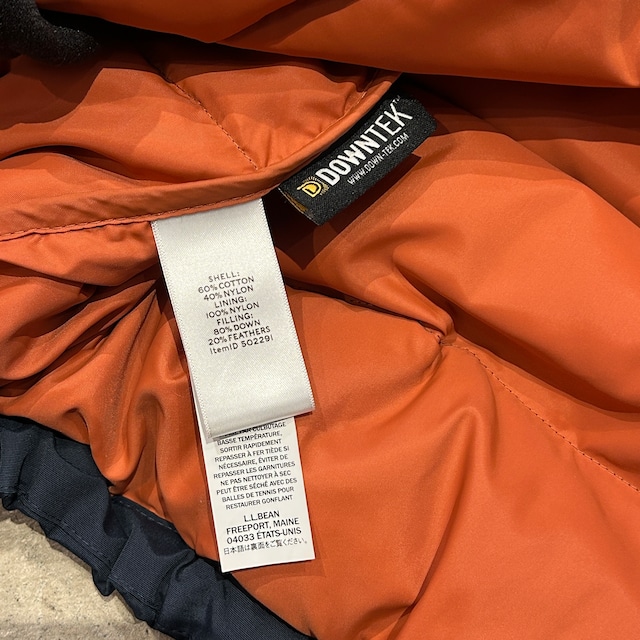 D DOWNTEK™
WWW.DOWN-TEK.COM
SHELL:
60% COTTON
40% NYLON
LINING:
100% NYLON
FILLING:
80% DOWN
20% FEATHERS
ItemID 502291
PAR CULBUTAGE
BASSE TEMPÉRATURE,
SORTIR RAPIDEMENT
REPASSER À FER TIÈDE SI
NÉCESSAIRE, ÉVITER DE
REPASSER LES GARNITURES
NE PAS NETTOYER À SEC
PEUT ÊTRE SÉCHÉ AVEC DES
BALLES DE TENNIS POUR
RESTAURER GONFLANT
L.L.BEAN
FREEPORT, MAINE
04033 ÉTATS-UNIS
日本語は裏面をご覧ください。